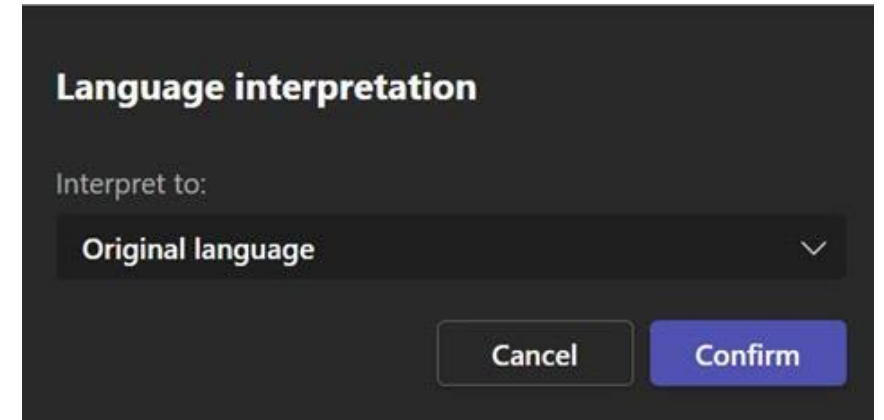 Language interpretation
Interpret to:
Original language
Cancel Confirm